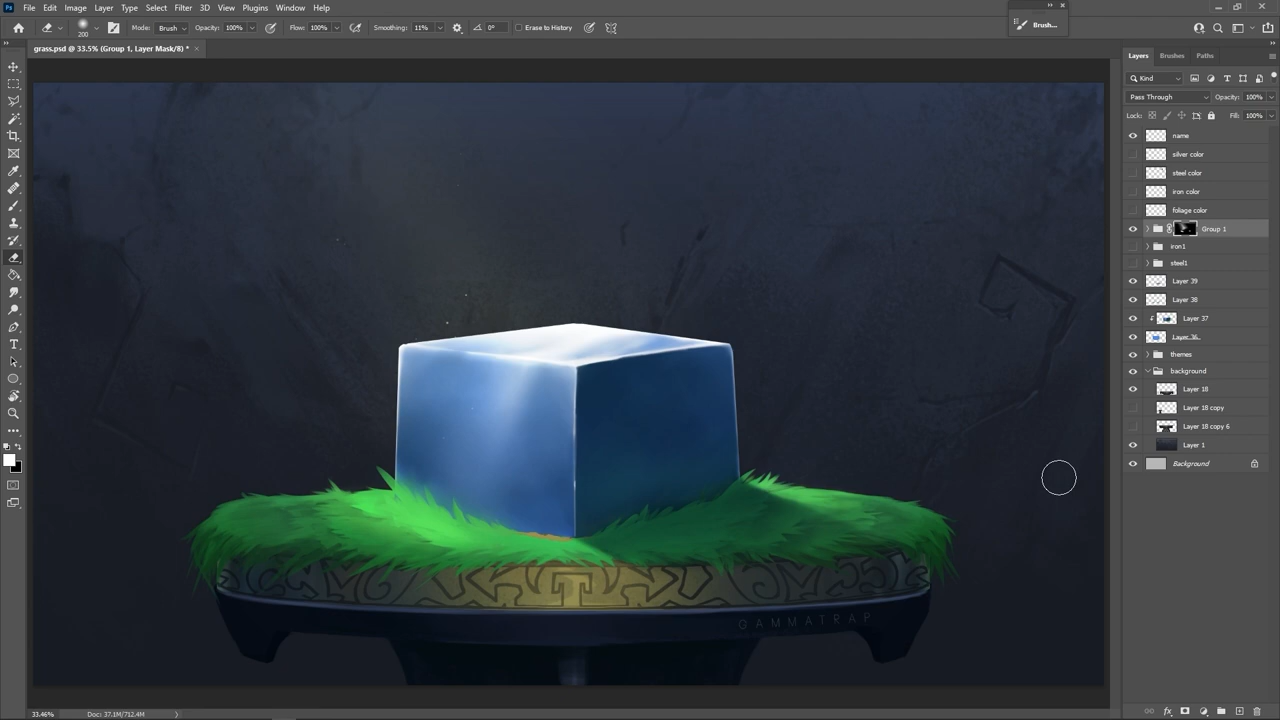 File Edit Image Layer Type Select Filter 3D View Plugins Window Help
200 Mode: Brush Opacity: 100% Flow: 100% Smoothing: 11% 0° Erase to History
Brush...
grass.psd @ 33.5% (Group 1, Layer Mask/8) *
Layers Brushes Paths
Kind
Pass Through Opacity: 100%
Lock: Fill: 100%
name
silver color
steel color
iron color
foliage color
Group 1
iron1
steel1
Layer 39
Layer 38
Layer 37
Layer 36
themes
background
Layer 18
Layer 18 copy
Layer 18 copy 6
Layer 1
Background
GAMMATRAP
33.46% Doc: 37.1M/712.4M